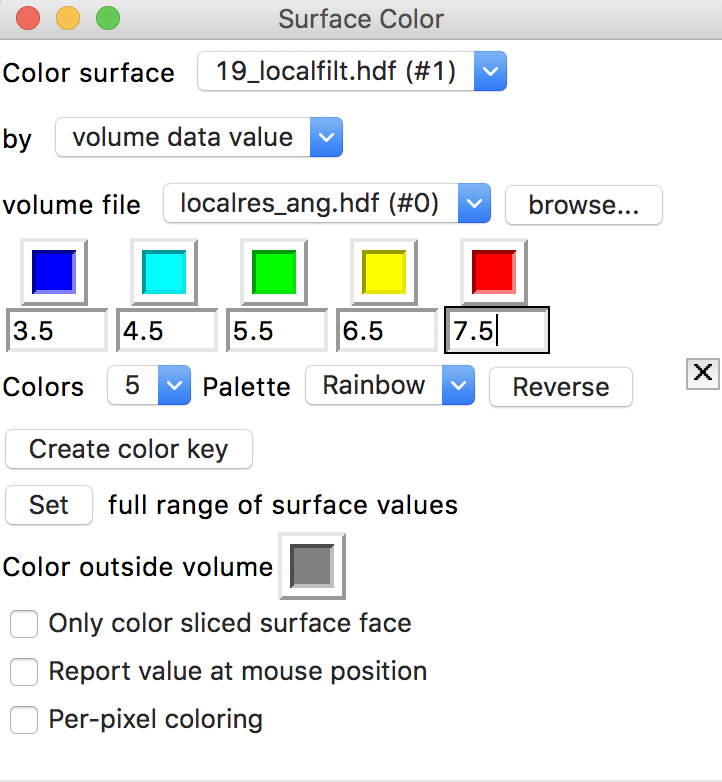 Surface Color
Color surface 19_localfilt.hdf (#1)
by volume data value
volume file localres_ang.hdf (#0) browse...
3.5 4.5 5.5 6.5 7.5
Colors 5 Palette Rainbow Reverse
Create color key
Set full range of surface values
Color outside volume
Only color sliced surface face
Report value at mouse position
Per-pixel coloring